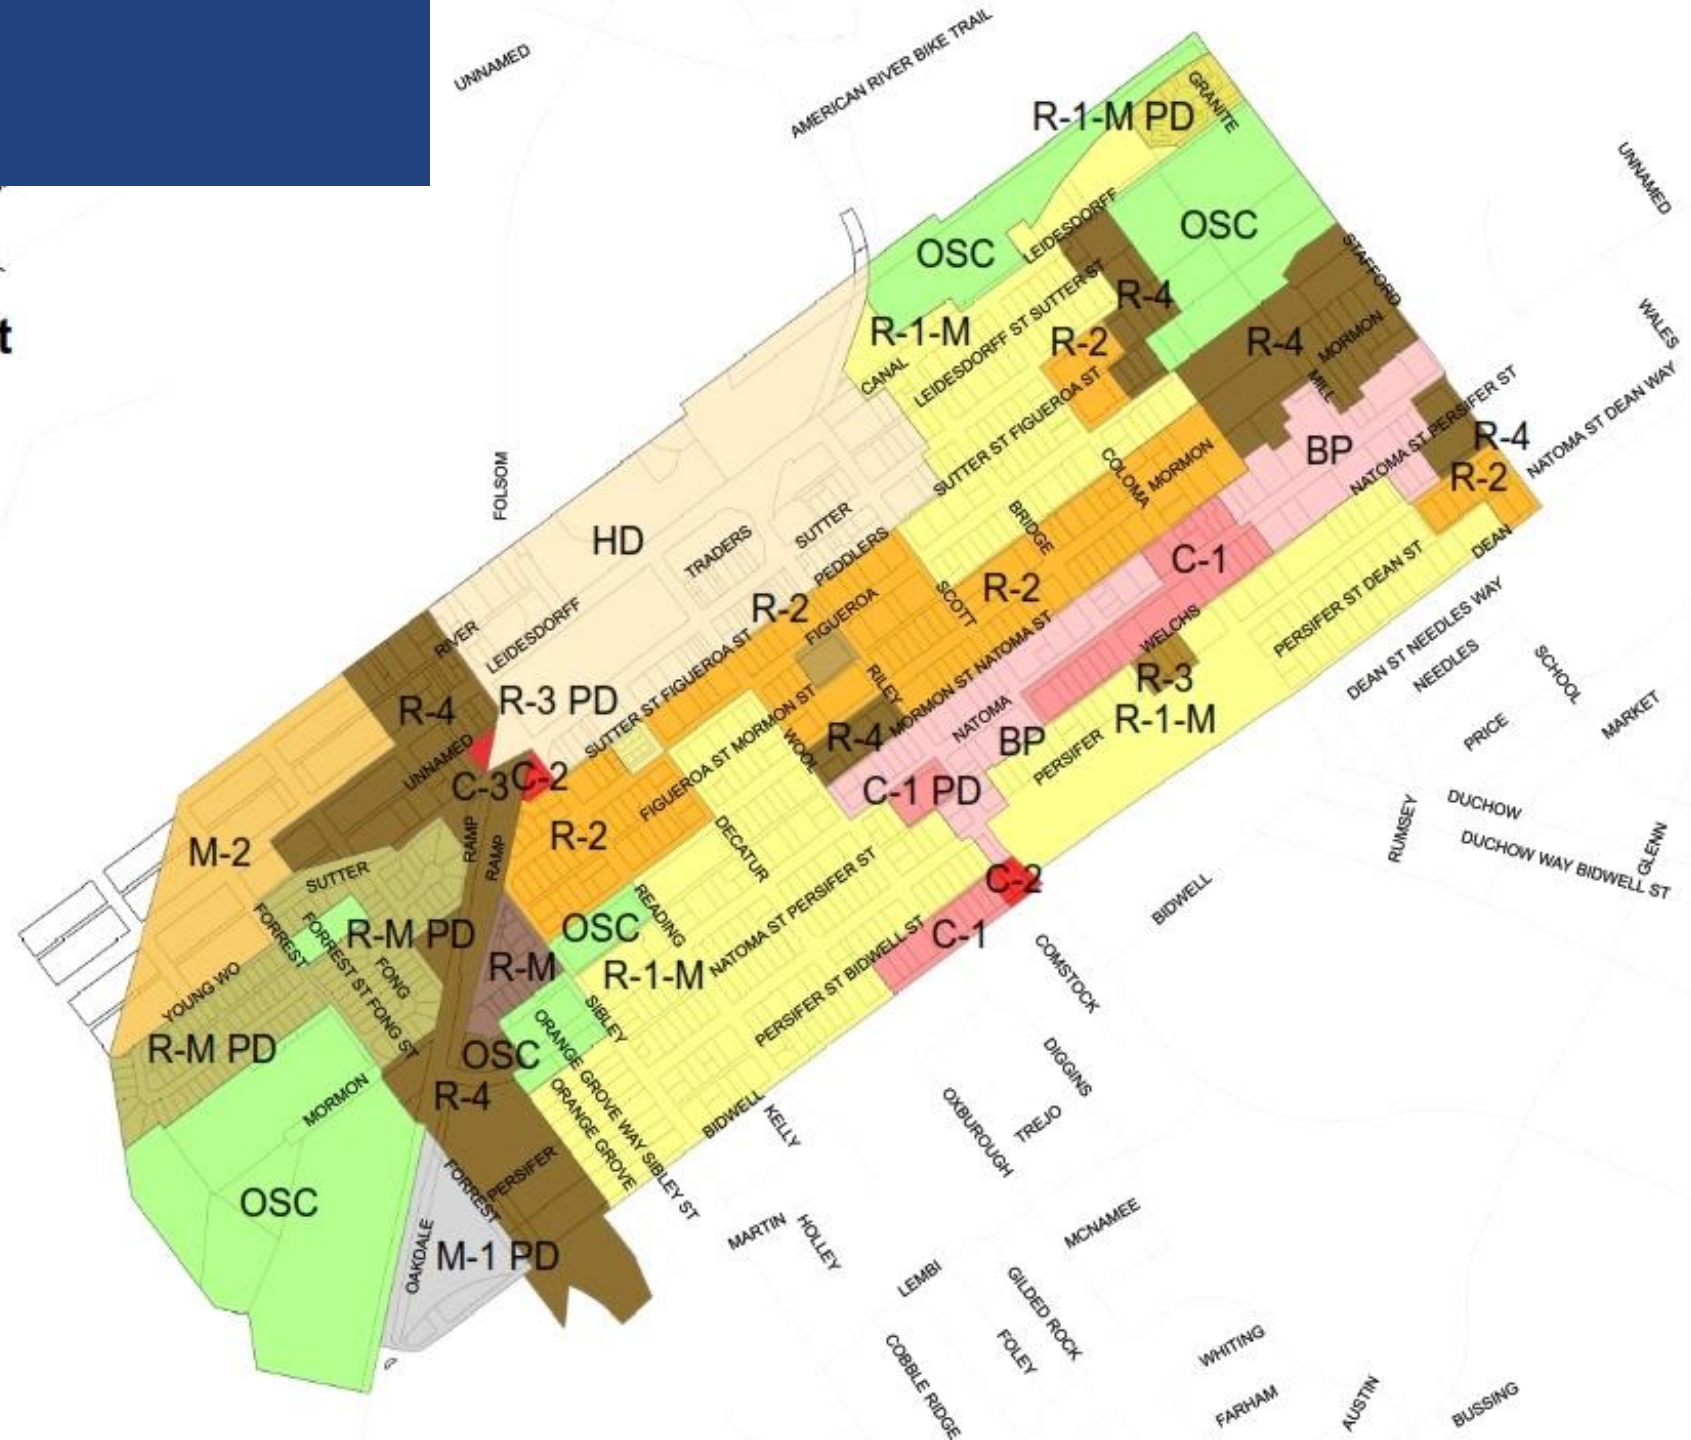 UNNAMED
AMERICAN RIVER BIKE TRAIL
GRANITE
R-1-M PD
UNNAMED
OSC
LEIDESDORFF
OSC
STAFFORD
R-4
LEIDESDORFF ST SUTTER ST
R-1-M
R-2
R-4
MORMON
WALES
t
CANAL
MILL
SUTTER ST FIGUEROA ST
NATOMA ST PERSIFER ST
NATOMA ST DEAN WAY
R-4
BP
COLOMA
MORMON
R-2
FOLSOM
HD
TRADERS
SUTTER
PEDDLERS
BRIDGE
C-1
DEAN
R-2
SCOTT
R-2
FIGUEROA
RIVER
LEIDESDORFF
SUTTER ST FIGUEROA ST
MORMON ST NATOMA ST
WELCHS
PERSIFER ST DEAN ST
DEAN ST NEEDLES WAY
NEEDLES
SCHOOL
MARKET
PRICE
R-3
R-1-M
RILEY
R-4
NATOMA
BP
PERSIFER
R-4
R-3 PD
FIGUEROA ST MORMON ST
WOOL
UNNAMED
C-3
C-2
C-1 PD
RUMSEY
DUCHOW
DUCHOW WAY BIDWELL ST
GLENN
M-2
RAMP
RAMP
R-2
DECATUR
SUTTER
NATOMA ST PERSIFER ST
C-2
BIDWELL
C-1
FORREST
R-M PD
FORREST ST FONG ST
FONG
OSC
READING
R-M
R-1-M
YOUNG WO
PERSIFER ST BIDWELL ST
COMSTOCK
R-M PD
OSC
SIBLEY
ORANGE GROVE WAY SIBLEY ST
ORANGE GROVE
MORMON
R-4
BIDWELL
KELLY
DIGGINS
OXBUROUGH
TREJO
OSC
FORREST
PERSIFER
OAKDALE
M-1 PD
MARTIN
HOLLEY
MCNAMEE
LEMBI
GILDED ROCK
FOLEY
COBBLE RIDGE
WHITING
FARHAM
AUSTIN
BUSSING